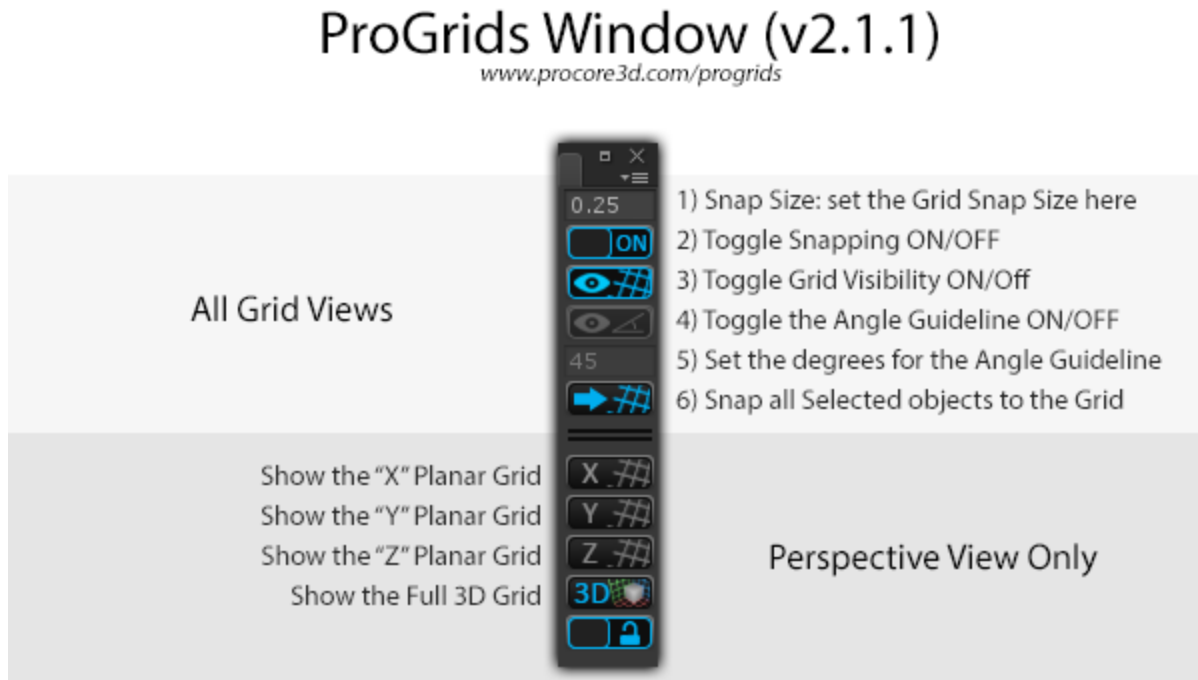 ProGrids Window (v2.1.1)
www.procore3d.com/progrids
All Grid Views
0.25
ON
45
1) Snap Size: set the Grid Snap Size here
2) Toggle Snapping ON/OFF
3) Toggle Grid Visibility ON/Off
4) Toggle the Angle Guideline ON/OFF
5) Set the degrees for the Angle Guideline
6) Snap all Selected objects to the Grid
Show the “X” Planar Grid
Show the “Y” Planar Grid
Show the “Z” Planar Grid
Show the Full 3D Grid
X
Y
Z
3D
Perspective View Only